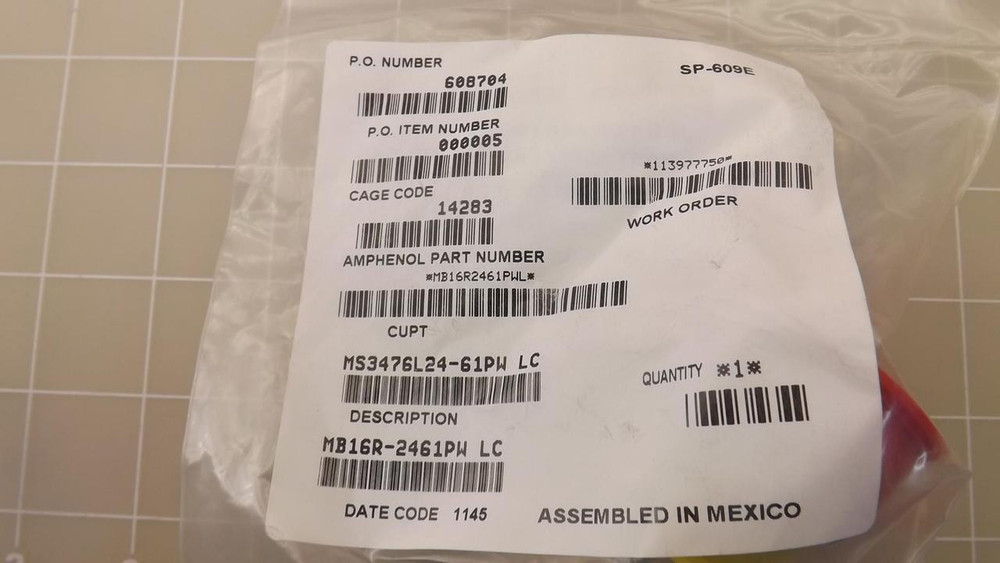 P.O. NUMBER
608704
SP-609E
P.O. ITEM NUMBER
000005
*113977750*
WORK ORDER
CAGE CODE
14283
AMPHENOL PART NUMBER
*MB16R2461PWL*
CUPT
MS3476L24-61PW LC
QUANTITY *1*
DESCRIPTION
MB16R-2461PW LC
DATE CODE 1145
ASSEMBLED IN MEXICO